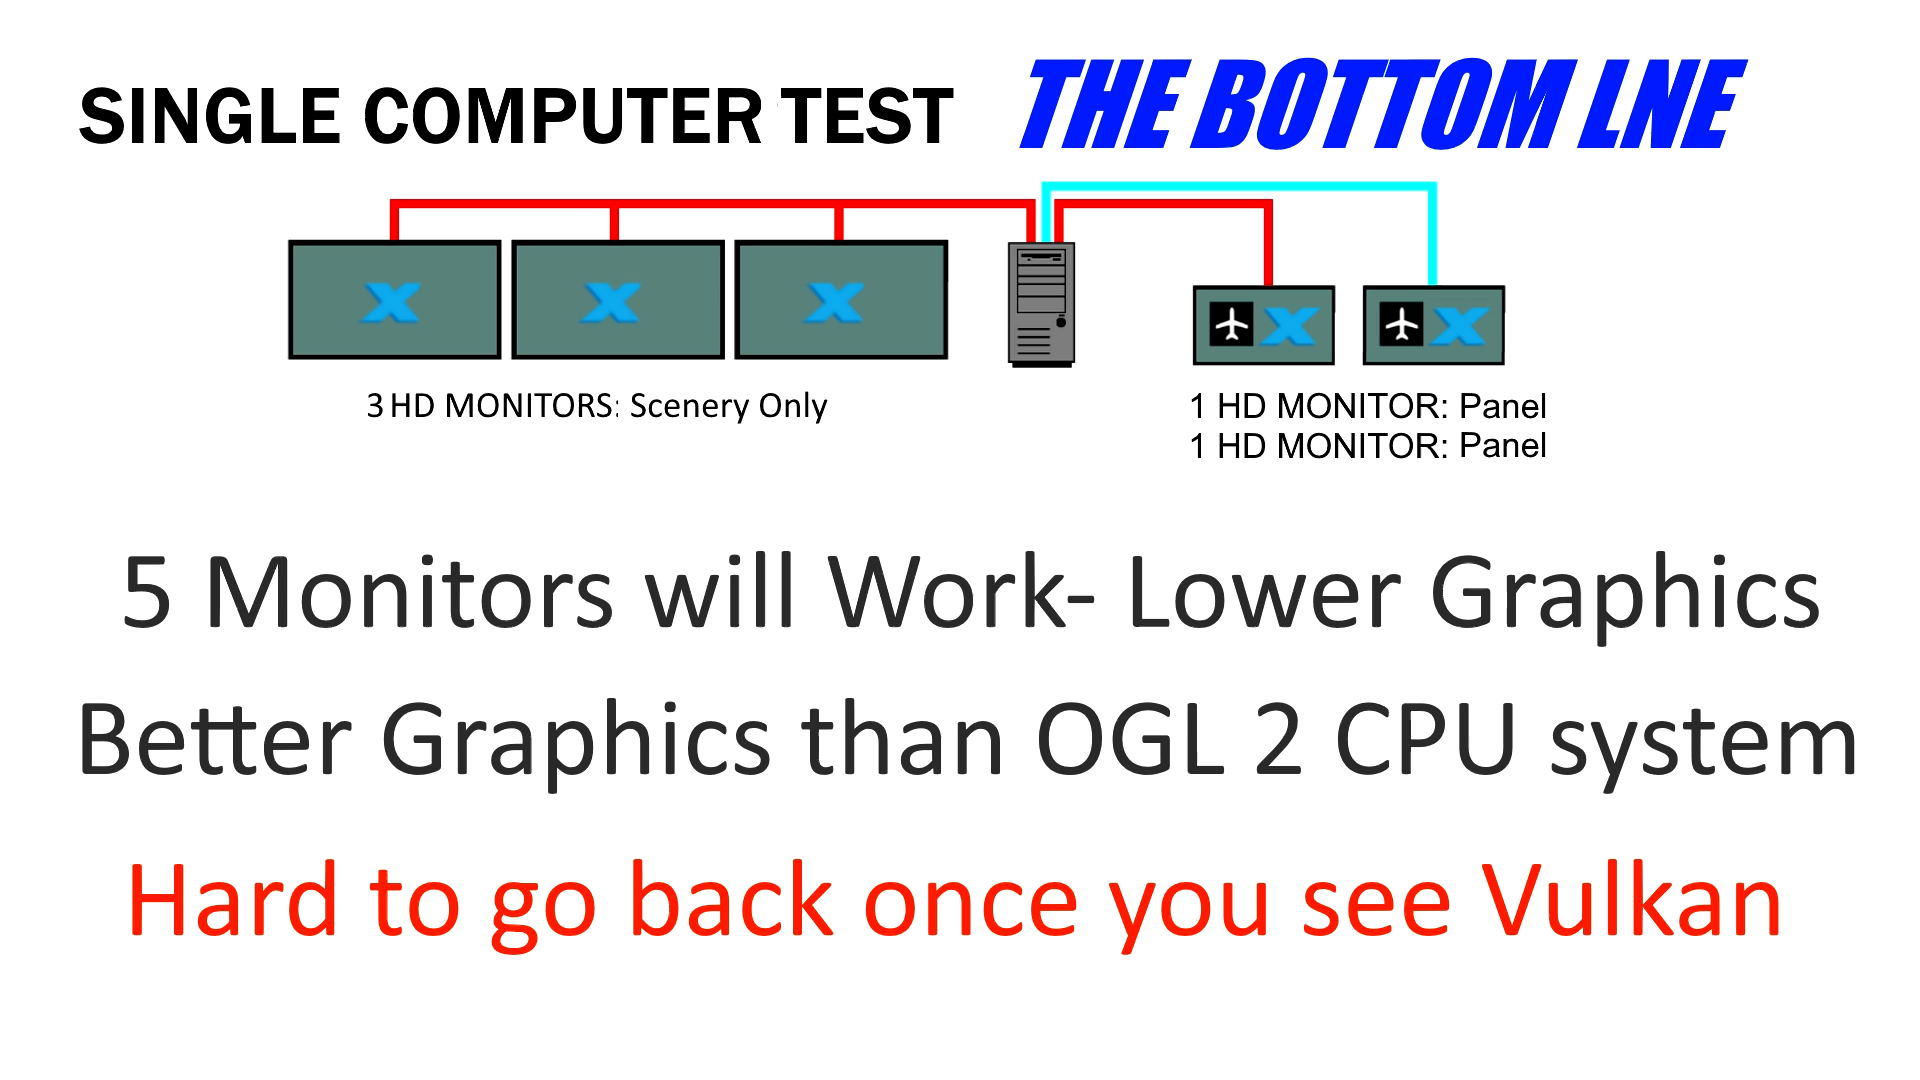 SINGLE COMPUTER TEST THE BOTTOM LNE
X X X X X
3 HD MONITORS: Scenery Only
1 HD MONITOR: Panel
1 HD MONITOR: Panel
5 Monitors will Work- Lower Graphics
Better Graphics than OGL 2 CPU system
Hard to go back once you see Vulkan